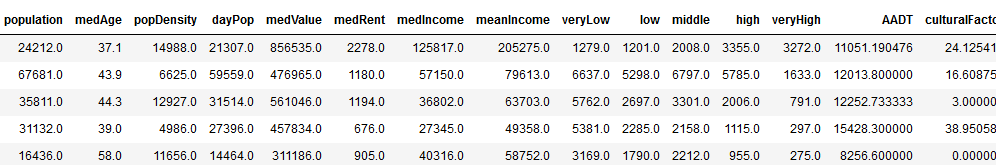 population medAge popDensity dayPop medValue medRent medIncome meanIncome veryLow low middle high veryHigh AADT culturalFacto
24212.0 37.1 14988.0 21307.0 856535.0 2278.0 125817.0 205275.0 1279.0 1201.0 2008.0 3355.0 3272.0 11051.190476 24.12541
67681.0 43.9 6625.0 59559.0 476965.0 1180.0 57150.0 79613.0 6637.0 5298.0 6797.0 5785.0 1633.0 12013.800000 16.60875
35811.0 44.3 12927.0 31514.0 561046.0 1194.0 36802.0 63703.0 5762.0 2697.0 3301.0 2006.0 791.0 12252.733333 3.00000
31132.0 39.0 4986.0 27396.0 457834.0 676.0 27345.0 49358.0 5381.0 2285.0 2158.0 1115.0 297.0 15428.300000 38.95058
16436.0 58.0 11656.0 14464.0 311186.0 905.0 40316.0 58752.0 3169.0 1790.0 2212.0 955.0 275.0 8256.600000 0.00000